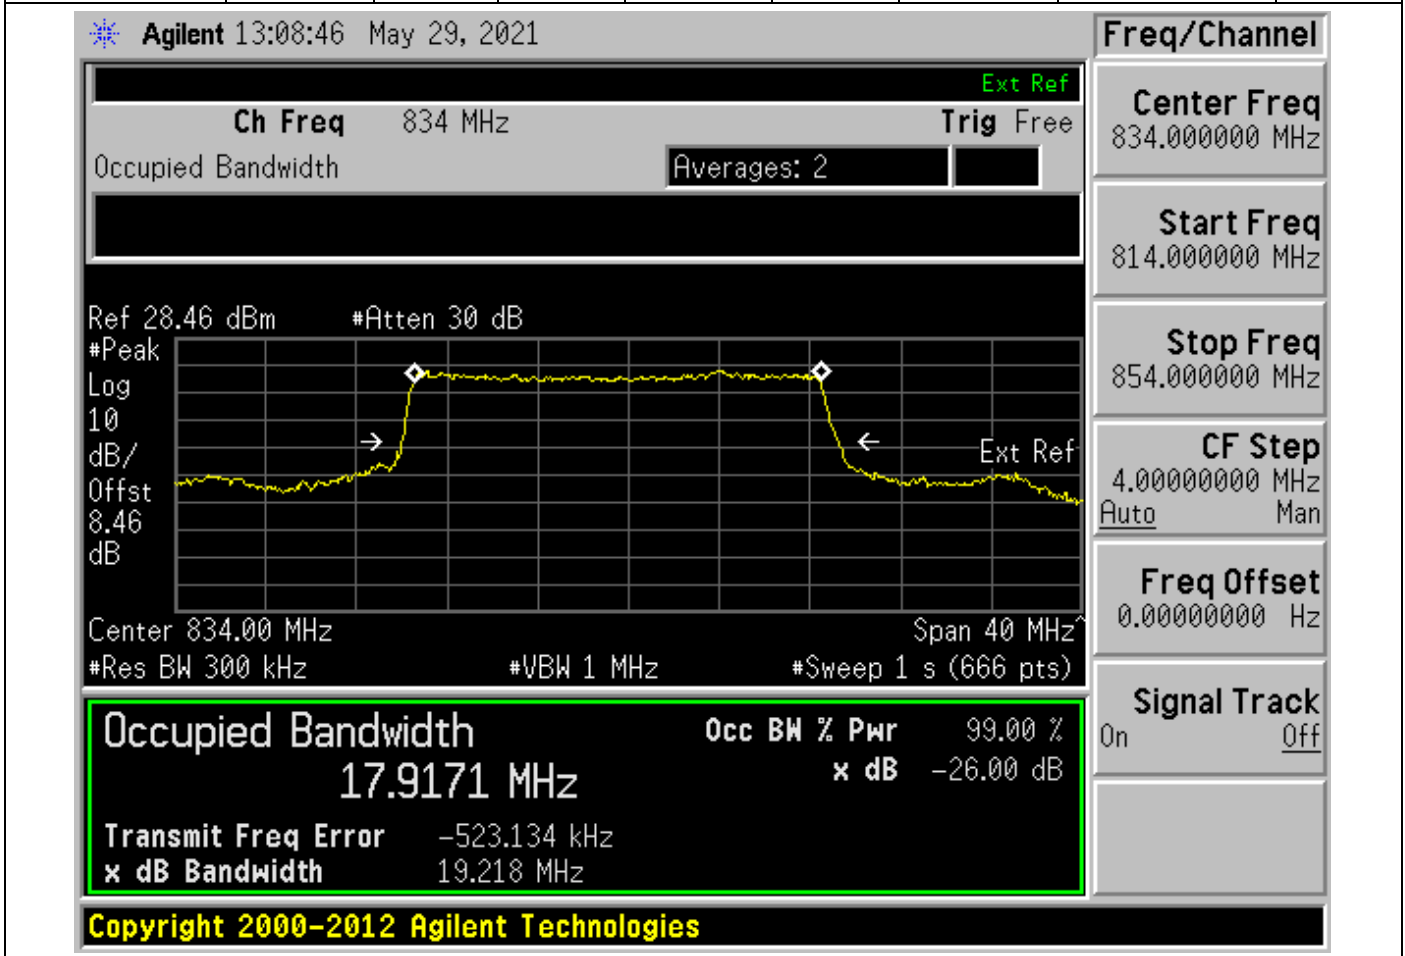 Agilent 13:08:46 May 29, 2021
Freq/Channel
Ext Ref
Ch Freq 834 MHz Trig Free
Occupied Bandwidth Averages: 2
Center Freq
834.000000 MHz
Start Freq
814.000000 MHz
Stop Freq
854.000000 MHz
CF Step
4.00000000 MHz
Auto Man
Freq Offset
0.00000000 Hz
Signal Track
On Off
Ref 28.46 dBm #Atten 30 dB
#Peak
Log
10
dB/
Offst
8.46
dB
Ext Ref
Center 834.00 MHz Span 40 MHz^
#Res BW 300 kHz #VBW 1 MHz #Sweep 1 s (666 pts)
Occupied Bandwidth Occ BW % Pwr 99.00 %
17.9171 MHz x dB -26.00 dB
Transmit Freq Error -523.134 kHz
x dB Bandwidth 19.218 MHz
Copyright 2000-2012 Agilent Technologies